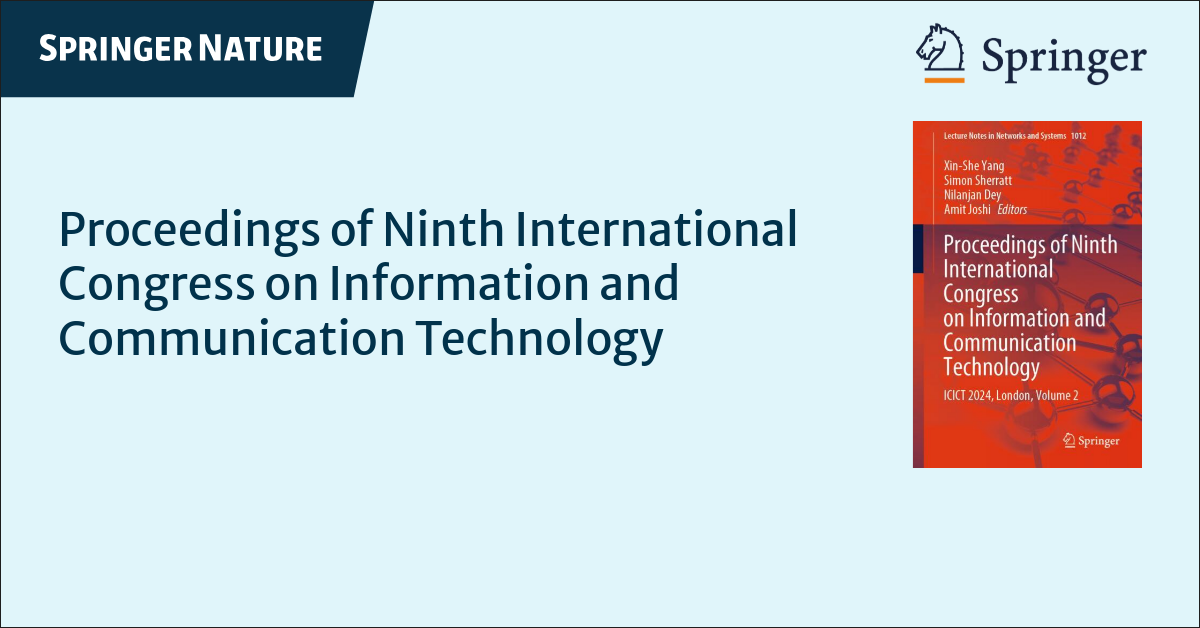 SPRINGER NATURE
Springer
Proceedings of Ninth International
Congress on Information and
Communication Technology
Lecture Notes in Networks and Systems 1012
Xin-She Yang
Simon Sherratt
Nilanjan Dey
Amit Joshi Editors
Proceedings of Ninth
International
Congress
on Information and
Communication
Technology
ICICT 2024, London, Volume 2
Springer